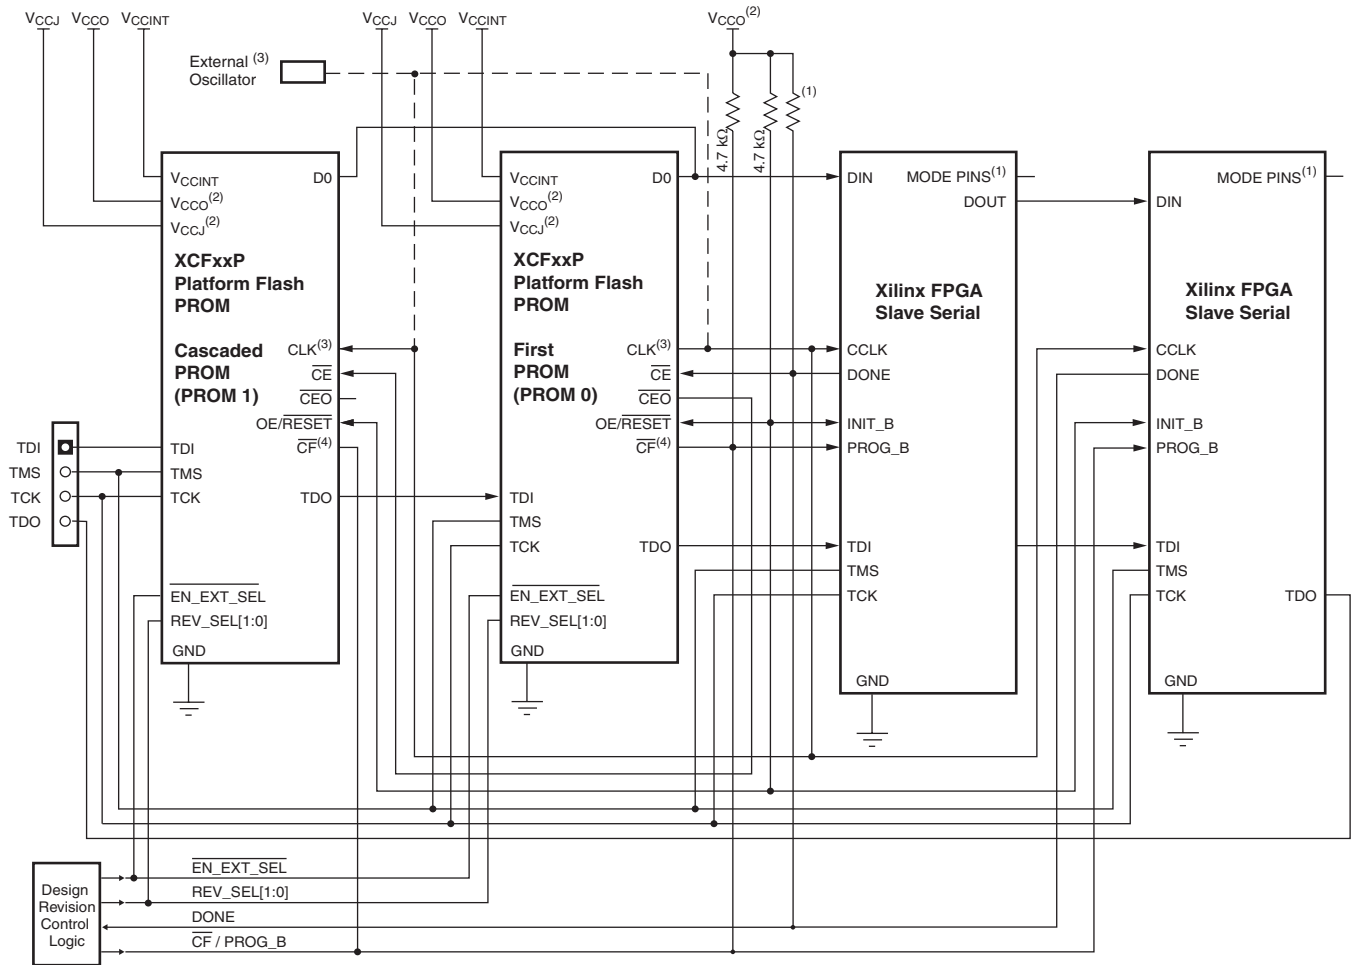 VCCJ VCCO VCCINT
VCCJ VCCO VCCINT
VCCO(2)
External (3)
Oscillator
(1)
4.7 kΩ
4.7 kΩ
VCCINT
VCCO(2)
VCCJ(2)
D0
XCFxxP
Platform Flash
PROM
Cascaded
PROM
(PROM 1)
CLK(3)
CE
CEO
OE/RESET
CF(4)
TDI
TMS
TCK
TDO
EN_EXT_SEL
REV_SEL[1:0]
GND
TDI
TMS
TCK
TDO
VCCINT
VCCO(2)
VCCJ(2)
D0
XCFxxP
Platform Flash
PROM
First
PROM
(PROM 0)
CLK(3)
CE
CEO
OE/RESET
CF(4)
TDI
TMS
TCK
TDO
EN_EXT_SEL
REV_SEL[1:0]
GND
DIN
MODE PINS(1)
DOUT
Xilinx FPGA
Slave Serial
CCLK
DONE
INIT_B
PROG_B
TDI
TMS
TCK
GND
MODE PINS(1)
DIN
Xilinx FPGA
Slave Serial
CCLK
DONE
INIT_B
PROG_B
TDI
TMS
TCK
TDO
GND
Design
Revision
Control
Logic
EN_EXT_SEL
REV_SEL[1:0]
DONE
CF / PROG_B